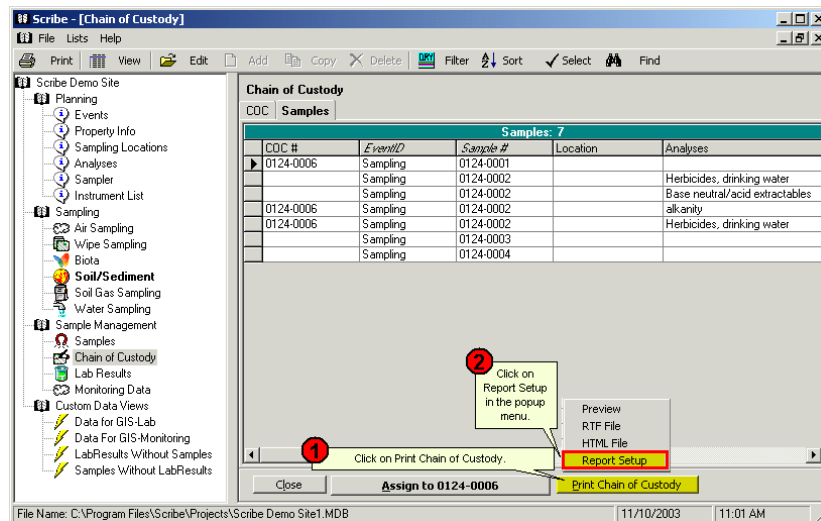 Scribe - [Chain of Custody]
File Lists Help
Print View Edit Add Copy Delete DRY Filter Sort Select Find
Scribe Demo Site
Planning
Events
Property Info
Sampling Locations
Analyses
Sampler
Instrument List
Sampling
Air Sampling
Wipe Sampling
Biota
Soil/Sediment
Soil Gas Sampling
Water Sampling
Sample Management
Samples
Chain of Custody
Lab Results
Monitoring Data
Custom Data Views
Data for GIS-Lab
Data For GIS-Monitoring
LabResults Without Samples
Samples Without LabResults
Chain of Custody
COC Samples
Samples: 7
COC # EventID Sample # Location Analyses
0124-0006 Sampling 0124-0001
Sampling 0124-0002 Herbicides, drinking water
Sampling 0124-0002 Base neutral/acid extractables
0124-0006 Sampling 0124-0002 alkanity
0124-0006 Sampling 0124-0002 Herbicides, drinking water
Sampling 0124-0003
Sampling 0124-0004
2
Click on
Report Setup
in the popup
menu.
Preview
RTF File
HTML File
Report Setup
1
Click on Print Chain of Custody.
Close Assign to 0124-0006 Print Chain of Custody
File Name: C:\Program Files\Scribe\Projects\Scribe Demo Site1.MDB 11/10/2003 11:01 AM